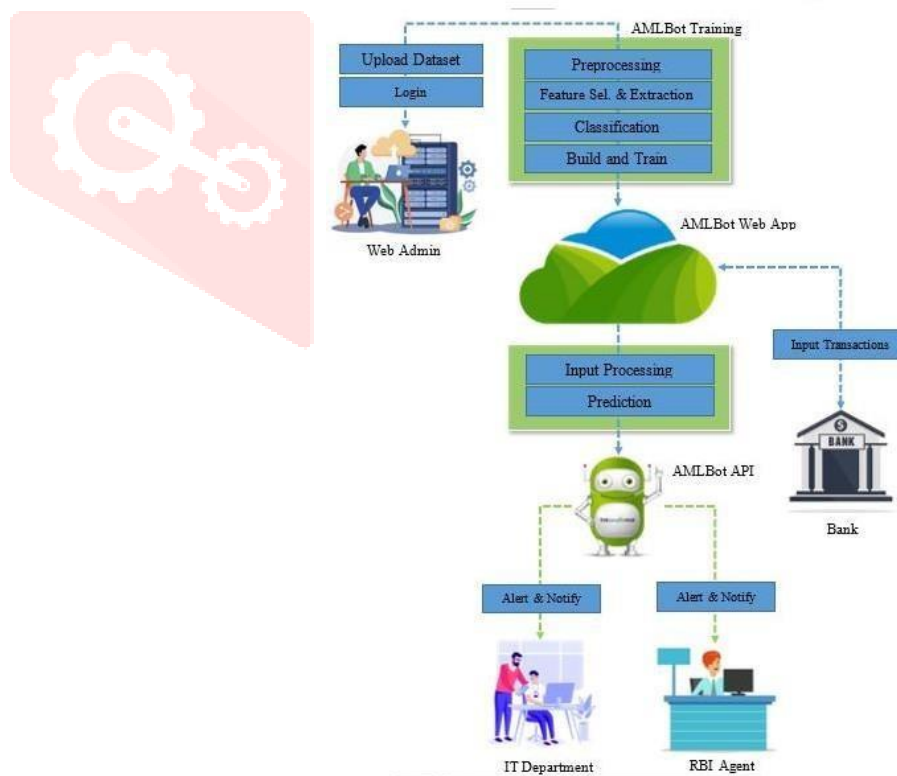 AMLBot Training
Upload Dataset
Login
Preprocessing
Feature Sel. & Extraction
Classification
Build and Train
Web Admin
AMLBot Web App
Input Transactions
Input Processing
Prediction
AMLBot API
$
BANK
Bank
Alert & Notify
Alert & Notify
IT Department
RBI Agent